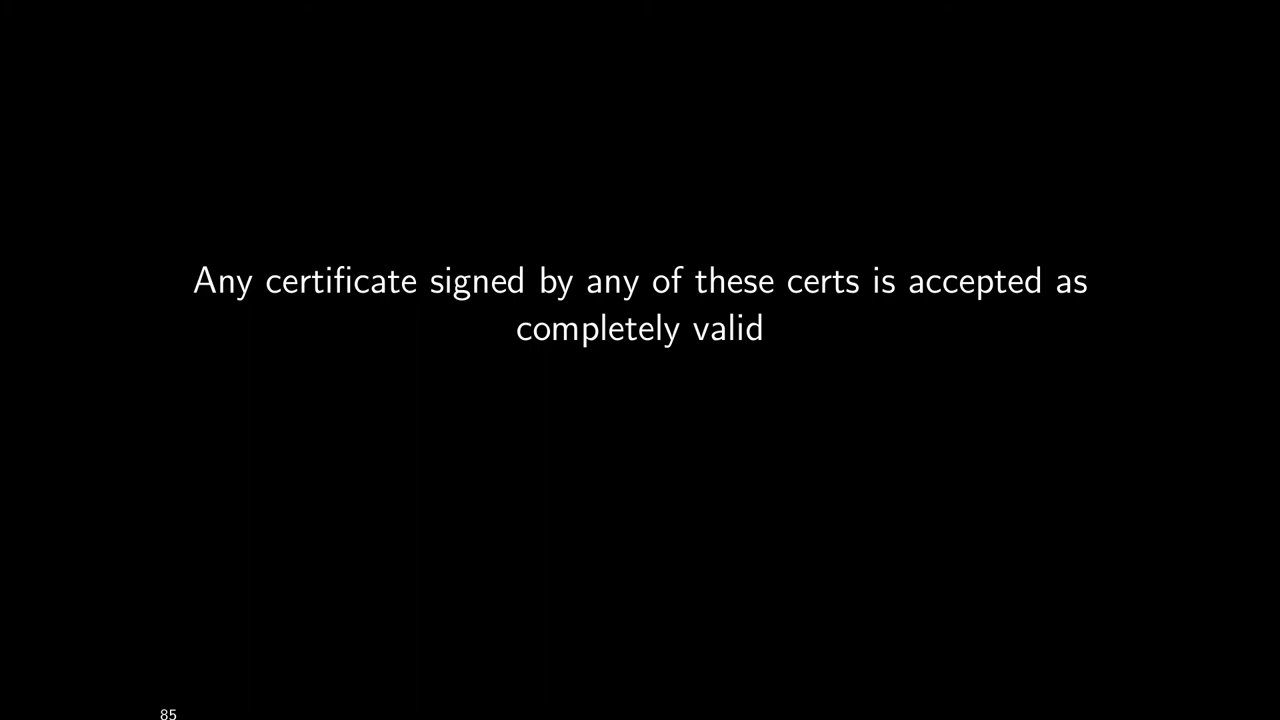 Any certificate signed by any of these certs is accepted as
completely valid
85